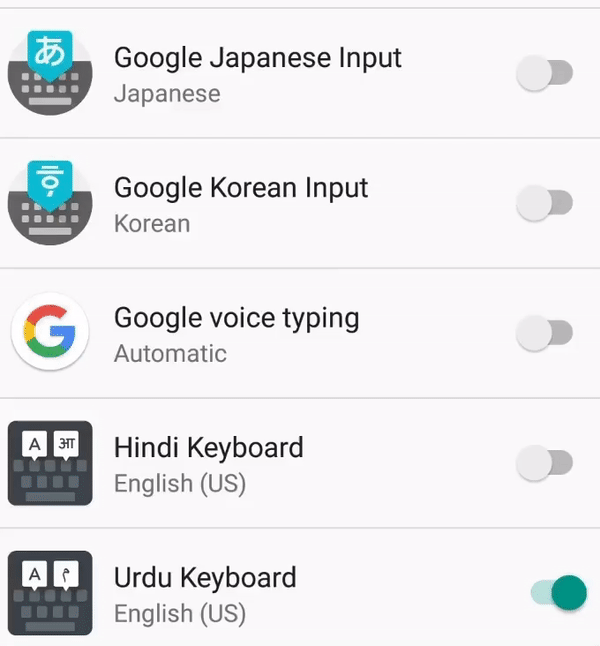 あ
Google Japanese Input
Japanese
ㅎ
Google Korean Input
Korean
G
Google voice typing
Automatic
A आ
Hindi Keyboard
English (US)
A م
Urdu Keyboard
English (US)